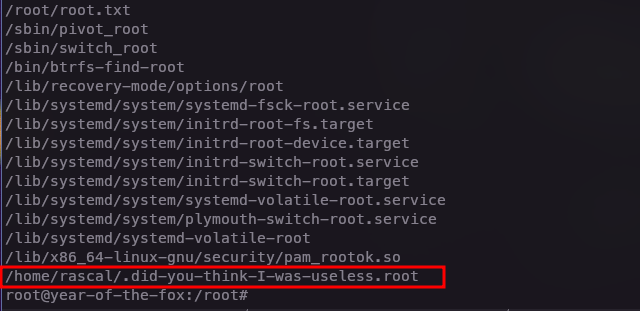 /root/root.txt
/sbin/pivot_root
/sbin/switch_root
/bin/btrfs-find-root
/lib/recovery-mode/options/root
/lib/systemd/system/systemd-fsck-root.service
/lib/systemd/system/initrd-root-fs.target
/lib/systemd/system/initrd-root-device.target
/lib/systemd/system/initrd-switch-root.service
/lib/systemd/system/initrd-switch-root.target
/lib/systemd/system/systemd-volatile-root.service
/lib/systemd/system/plymouth-switch-root.service
/lib/systemd/systemd-volatile-root
/lib/x86_64-linux-gnu/security/pam_rootok.so
/home/rascal/.did-you-think-I-was-useless.root
root@year-of-the-fox:/root#